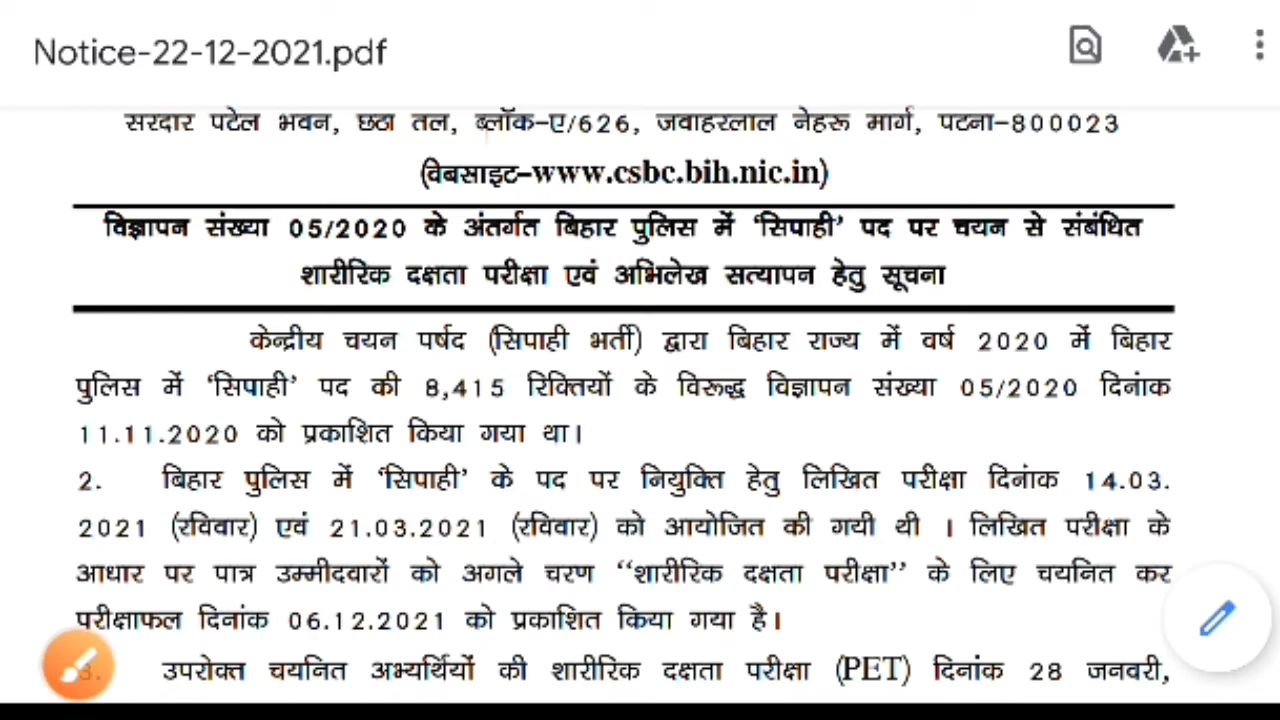 Notice-22-12-2021.pdf
सरदार पटेल भवन, छठा तल, ब्लॉक–ए/626, जवाहरलाल नेहरू मार्ग, पटना–800023
(वेबसाइट–www.csbc.bih.nic.in)
विज्ञापन संख्या 05/2020 के अंतर्गत बिहार पुलिस में 'सिपाही' पद पर चयन से संबंधित
शारीरिक दक्षता परीक्षा एवं अभिलेख सत्यापन हेतु सूचना
केन्द्रीय चयन पर्षद (सिपाही भर्ती) द्वारा बिहार राज्य में वर्ष 2020 में बिहार
पुलिस में 'सिपाही' पद की 8,415 रिक्तियों के विरूद्ध विज्ञापन संख्या 05/2020 दिनांक
11.11.2020 को प्रकाशित किया गया था।
2. बिहार पुलिस में 'सिपाही' के पद पर नियुक्ति हेतु लिखित परीक्षा दिनांक 14.03.
2021 (रविवार) एवं 21.03.2021 (रविवार) को आयोजित की गयी थी । लिखित परीक्षा के
आधार पर पात्र उम्मीदवारों को अगले चरण "शारीरिक दक्षता परीक्षा" के लिए चयनित कर
परीक्षाफल दिनांक 06.12.2021 को प्रकाशित किया गया है।
3. उपरोक्त चयनित अभ्यर्थियों की शारीरिक दक्षता परीक्षा (PET) दिनांक 28 जनवरी,